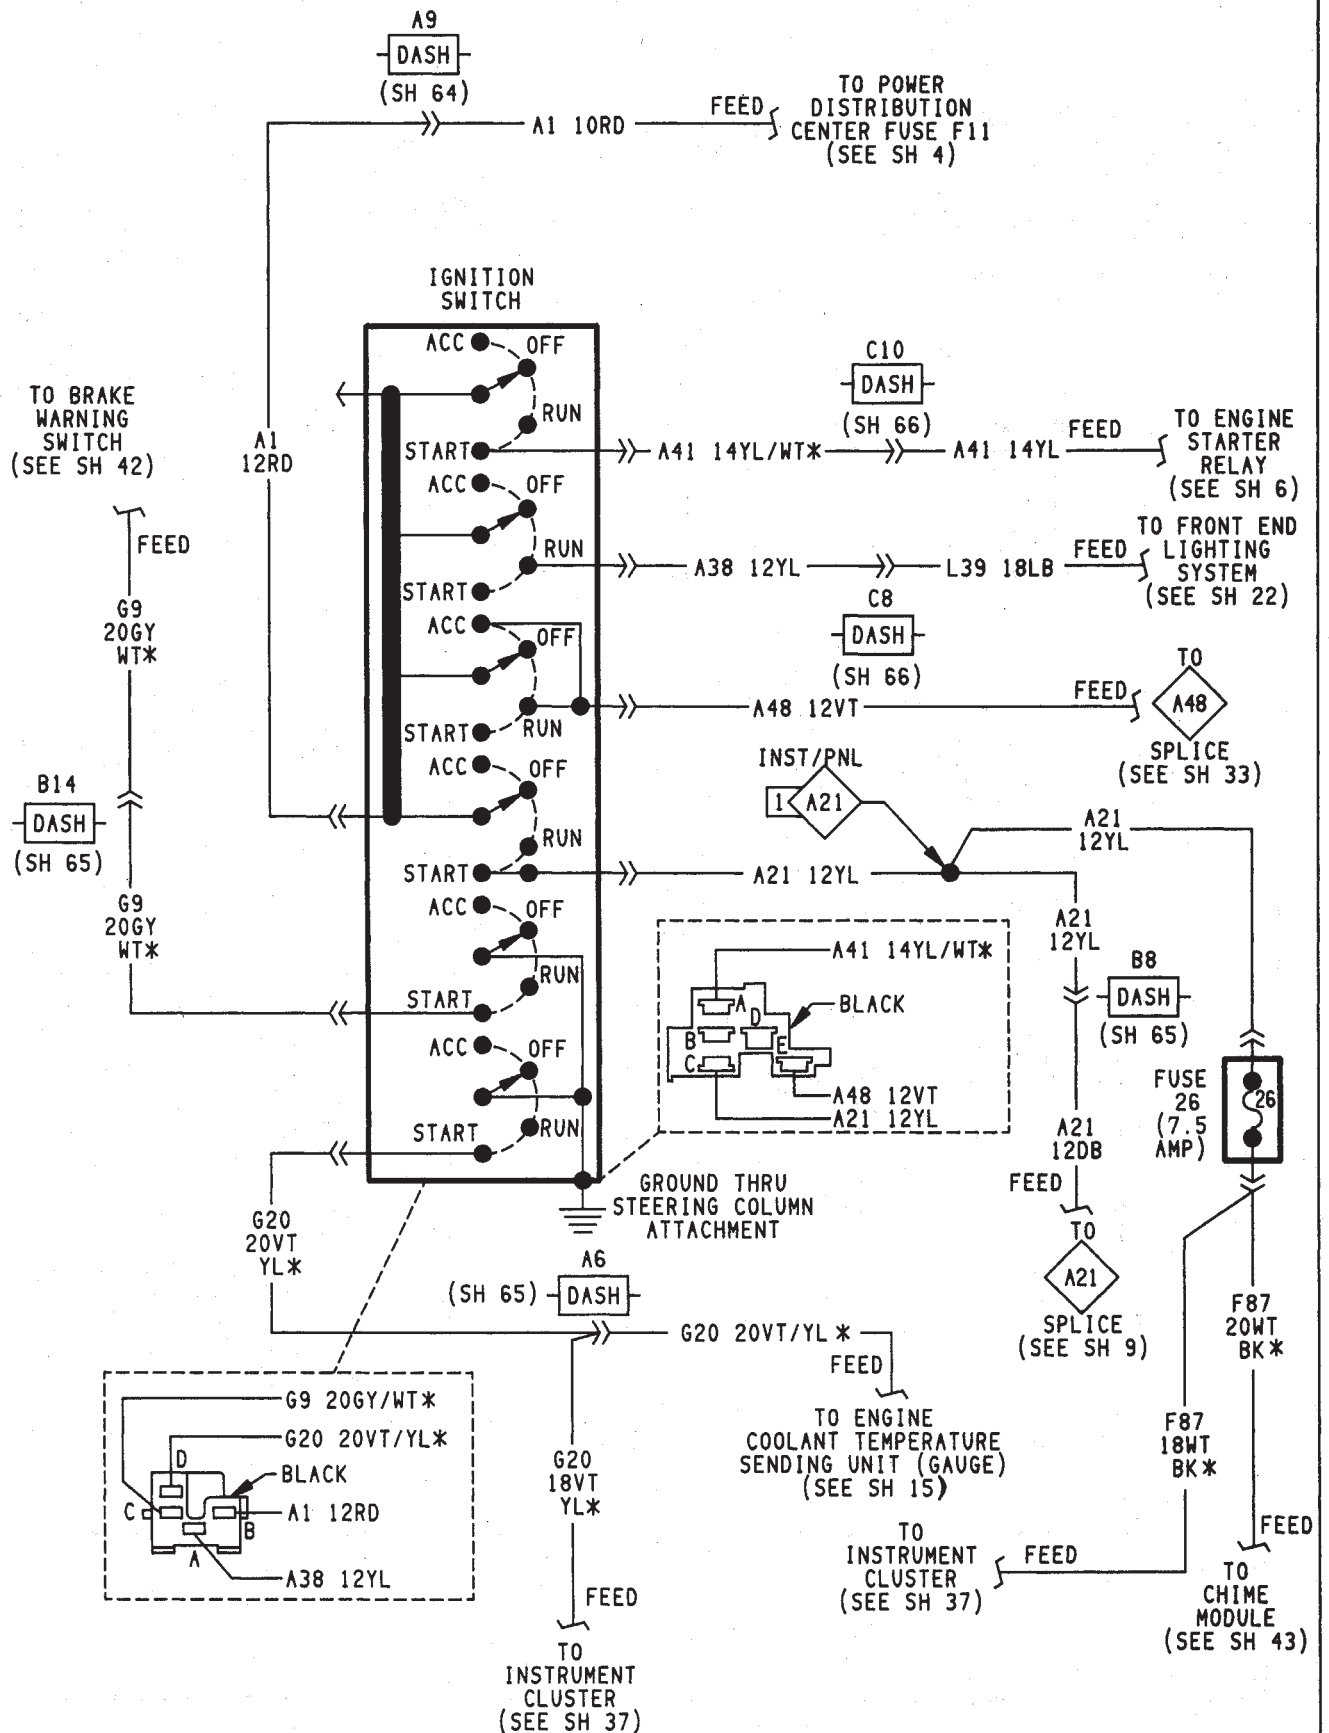 A9
DASH
(SH 64)
FEED
TO POWER
DISTRIBUTION
CENTER FUSE F11
(SEE SH 4)
A1 10RD
IGNITION
SWITCH
ACC
OFF
RUN
START
ACC
OFF
RUN
START
ACC
OFF
RUN
START
ACC
OFF
RUN
START
ACC
OFF
RUN
START
ACC
OFF
RUN
START
TO BRAKE
WARNING
SWITCH
(SEE SH 42)
FEED
A1
12RD
G9
20GY
WT*
B14
DASH
(SH 65)
G9
20GY
WT*
C10
DASH
(SH 66)
A41 14YL/WT*
A41 14YL
FEED
TO ENGINE
STARTER
RELAY
(SEE SH 6)
A38 12YL
L39 18LB
FEED
TO FRONT END
LIGHTING
SYSTEM
(SEE SH 22)
C8
DASH
(SH 66)
A48 12VT
FEED
TO
A48
SPLICE
(SEE SH 33)
INST/PNL
1
A21
A21 12YL
A21
12YL
A21
12YL
B8
DASH
(SH 65)
A41 14YL/WT*
BLACK
A
B
C
D
E
A48 12VT
A21 12YL
FUSE
26
(7.5
AMP)
26
A21
12DB
FEED
TO
A21
SPLICE
(SEE SH 9)
GROUND THRU
STEERING COLUMN
ATTACHMENT
G20
20VT
YL*
A6
(SH 65)
DASH
G20 20VT/YL *
FEED
TO ENGINE
COOLANT TEMPERATURE
SENDING UNIT (GAUGE)
(SEE SH 15)
F87
20WT
BK*
F87
18WT
BK*
G9 20GY/WT*
G20 20VT/YL*
D
BLACK
C
A1 12RD
B
A
A38 12YL
G20
18VT
YL*
FEED
TO
INSTRUMENT
CLUSTER
(SEE SH 37)
TO
INSTRUMENT
CLUSTER
(SEE SH 37)
FEED
FEED
TO
CHIME
MODULE
(SEE SH 43)